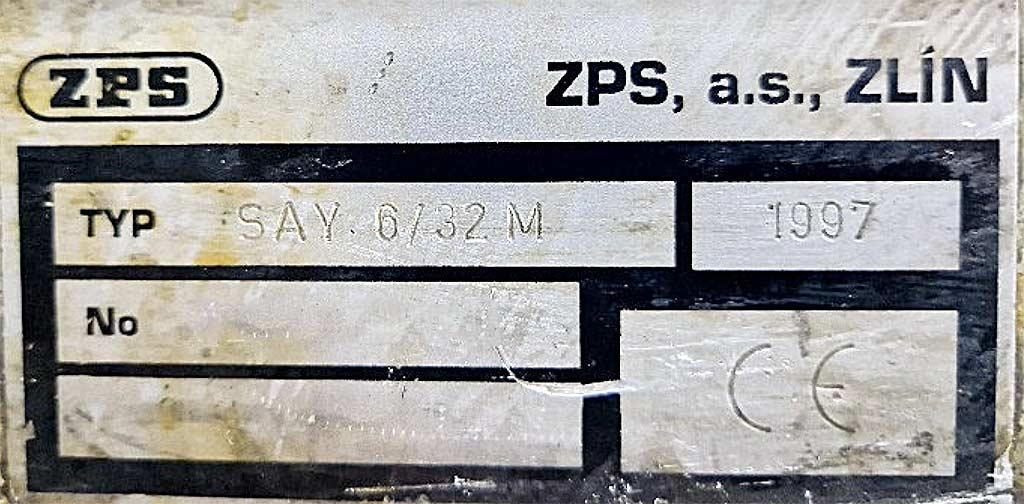 ZPS
ZPS, a.s., ZLÍN
TYP SAY 6/32 M
1997
No
CE